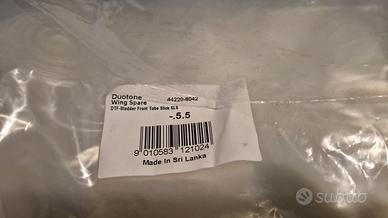 Duotone
Wing Spare 44220-8042
DTF-Bladder Front Tube Slick SLS
-.5.5
9 010583 121024
Made in Sri Lanka
subito